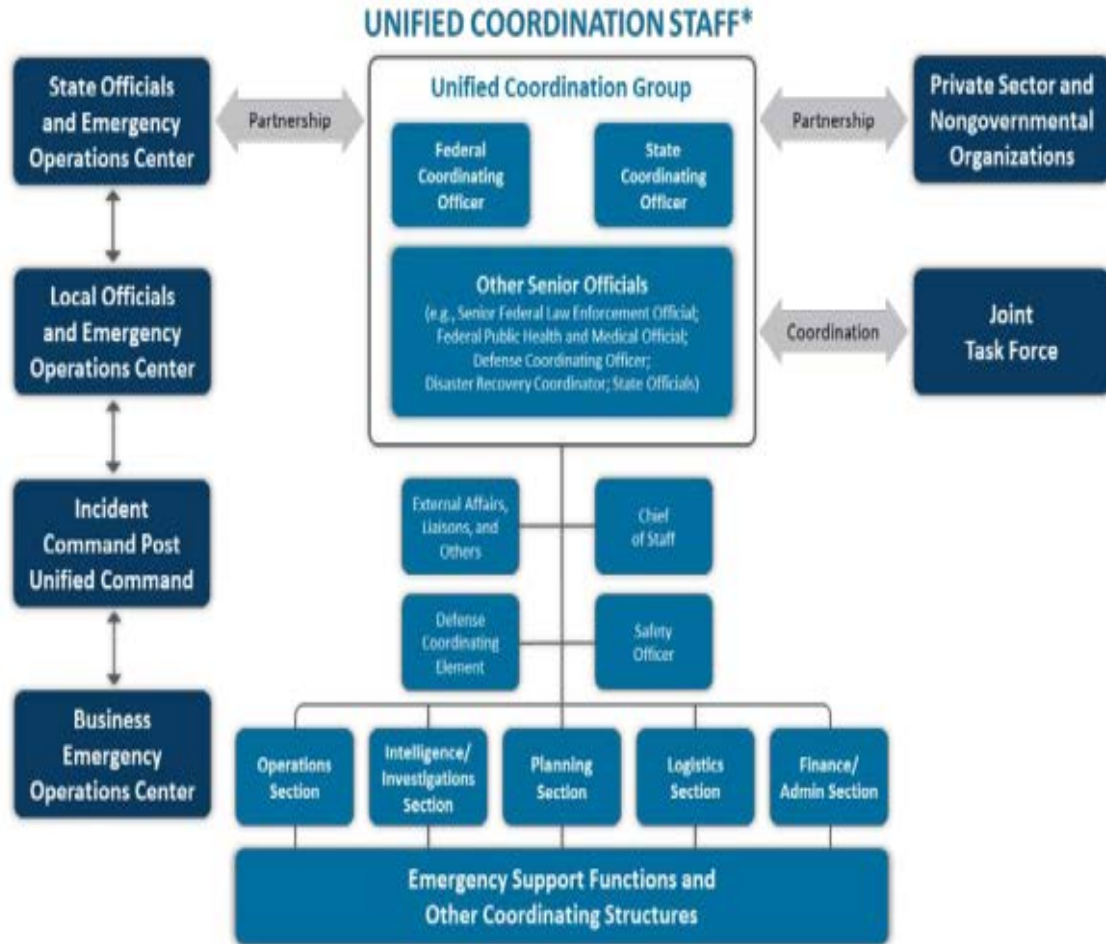 UNIFIED COORDINATION STAFF*
State Officials
and Emergency
Operations Center
Partnership
Unified Coordination Group
Federal
Coordinating
Officer
State
Coordinating
Officer
Partnership
Private Sector and
Nongovernmental
Organizations
Local Officials
and Emergency
Operations Center
Other Senior Officials
(e.g., Senior Federal Law Enforcement Official;
Federal Public Health and Medical Official;
Defense Coordinating Officer;
Disaster Recovery Coordinator; State Officials)
Coordination
Joint
Task Force
Incident
Command Post
Unified Command
External Affairs,
Liaisons, and
Others
Chief
of Staff
Defense
Coordinating
Element
Safety
Officer
Business
Emergency
Operations Center
Operations
Section
Intelligence/
Investigations
Section
Planning
Section
Logistics
Section
Finance/
Admin Section
Emergency Support Functions and
Other Coordinating Structures